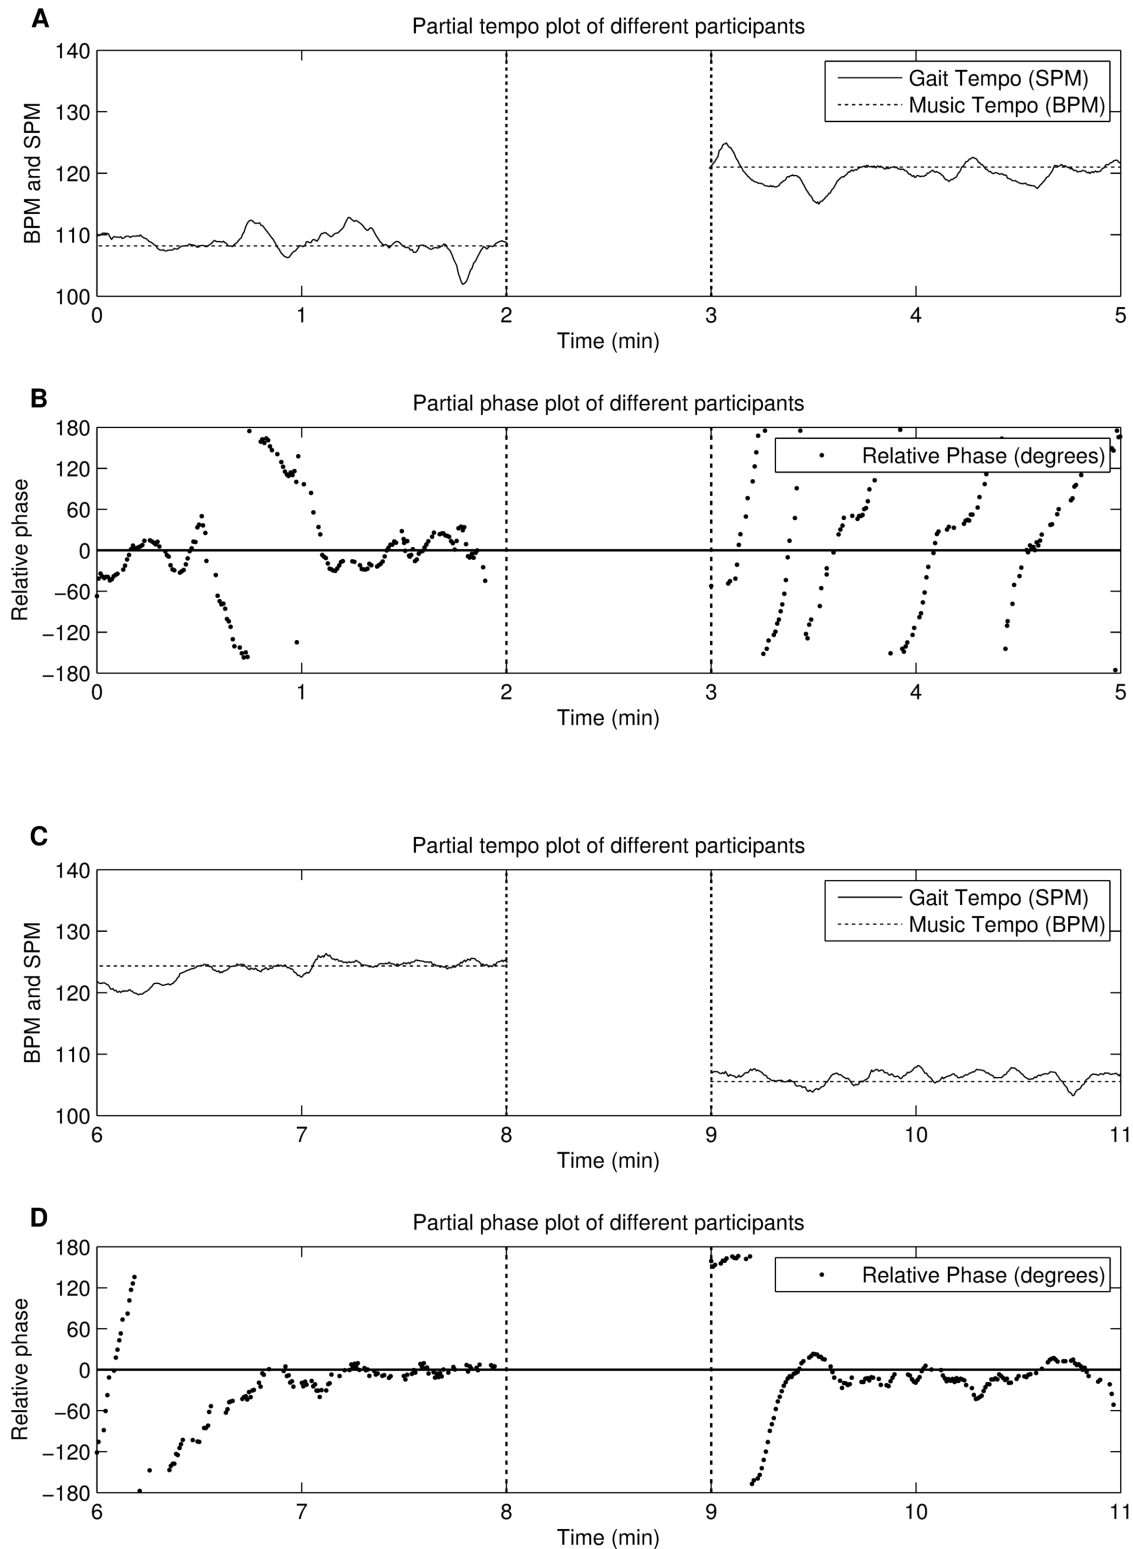 A
Partial tempo plot of different participants
BPM and SPM
140
130
120
110
100
Gait Tempo (SPM)
Music Tempo (BPM)
0 1 2 3 4 5
Time (min)
B
Partial phase plot of different participants
Relative phase
180
120
60
0
−60
−120
−180
Relative Phase (degrees)
0 1 2 3 4 5
Time (min)
C
Partial tempo plot of different participants
BPM and SPM
140
130
120
110
100
Gait Tempo (SPM)
Music Tempo (BPM)
6 7 8 9 10 11
Time (min)
D
Partial phase plot of different participants
Relative phase
180
120
60
0
−60
−120
−180
Relative Phase (degrees)
6 7 8 9 10 11
Time (min)